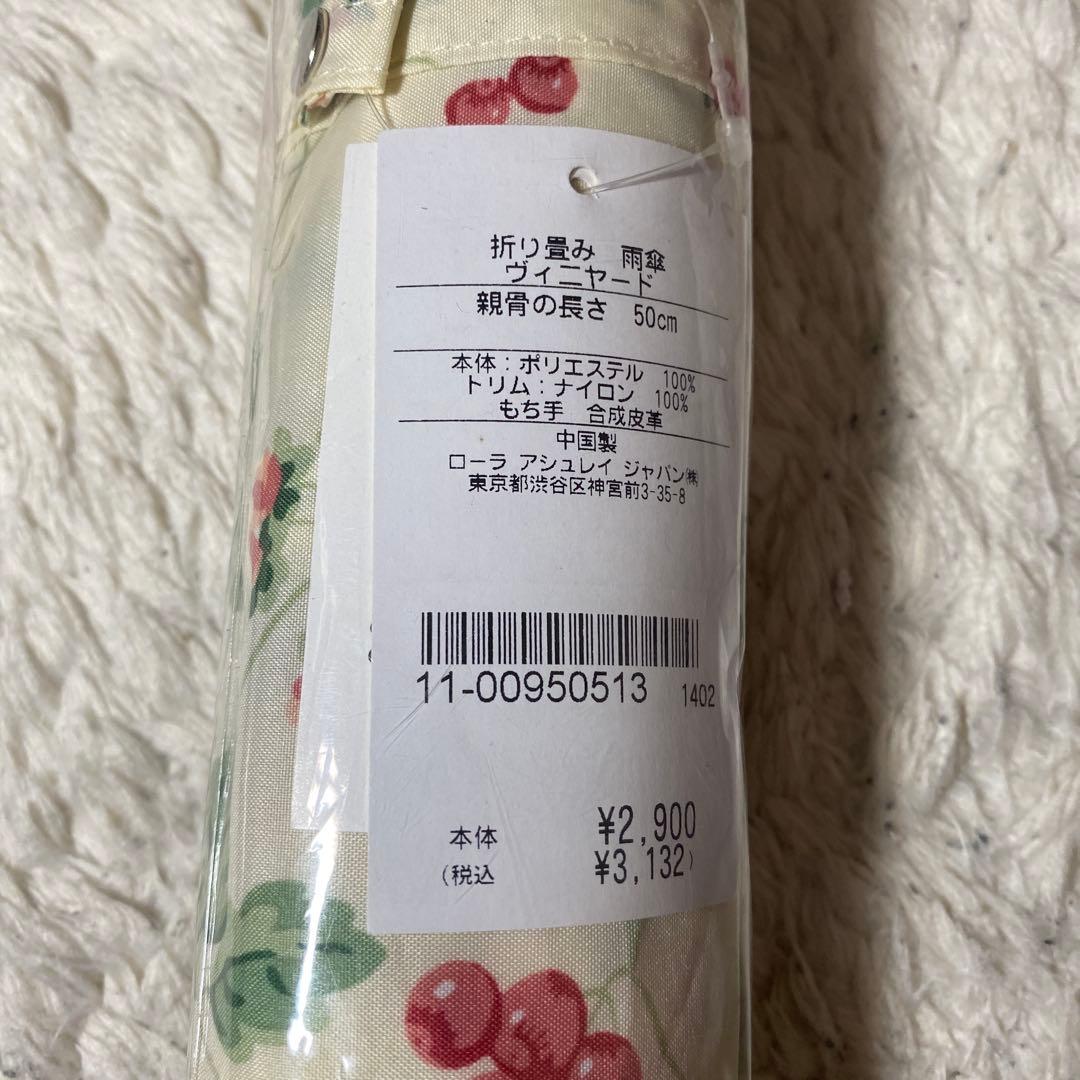 折り畳み 雨傘
ヴィニヤード
親骨の長さ 50cm
本体:ポリエステル 100%
トリム:ナイロン 100%
もち手 合成皮革
中国製
ローラ アシュレイ ジャパン㈱
東京都渋谷区神宮前3-35-8
11-00950513 1402
本体 ¥2,900
(税込 ¥3,132)